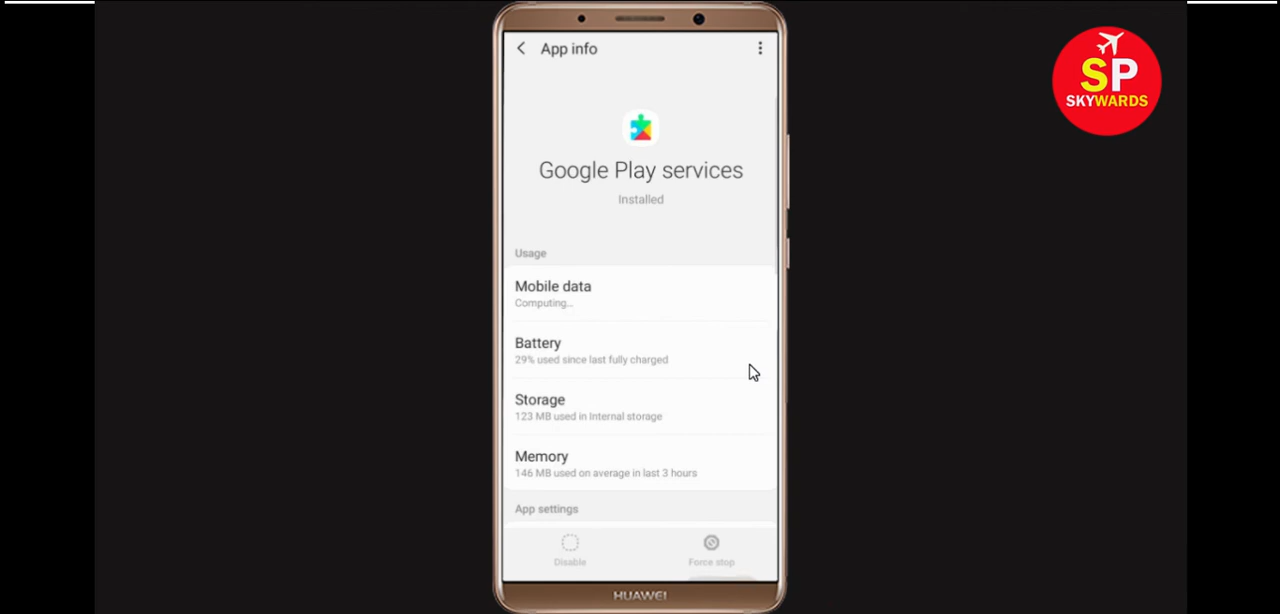 App info
SP
SKYWARDS
Google Play services
Installed
Usage
Mobile data
Computing...
Battery
29% used since last fully charged
Storage
123 MB used in Internal storage
Memory
146 MB used on average in last 3 hours
App settings
Disable
Force stop
HUAWEI